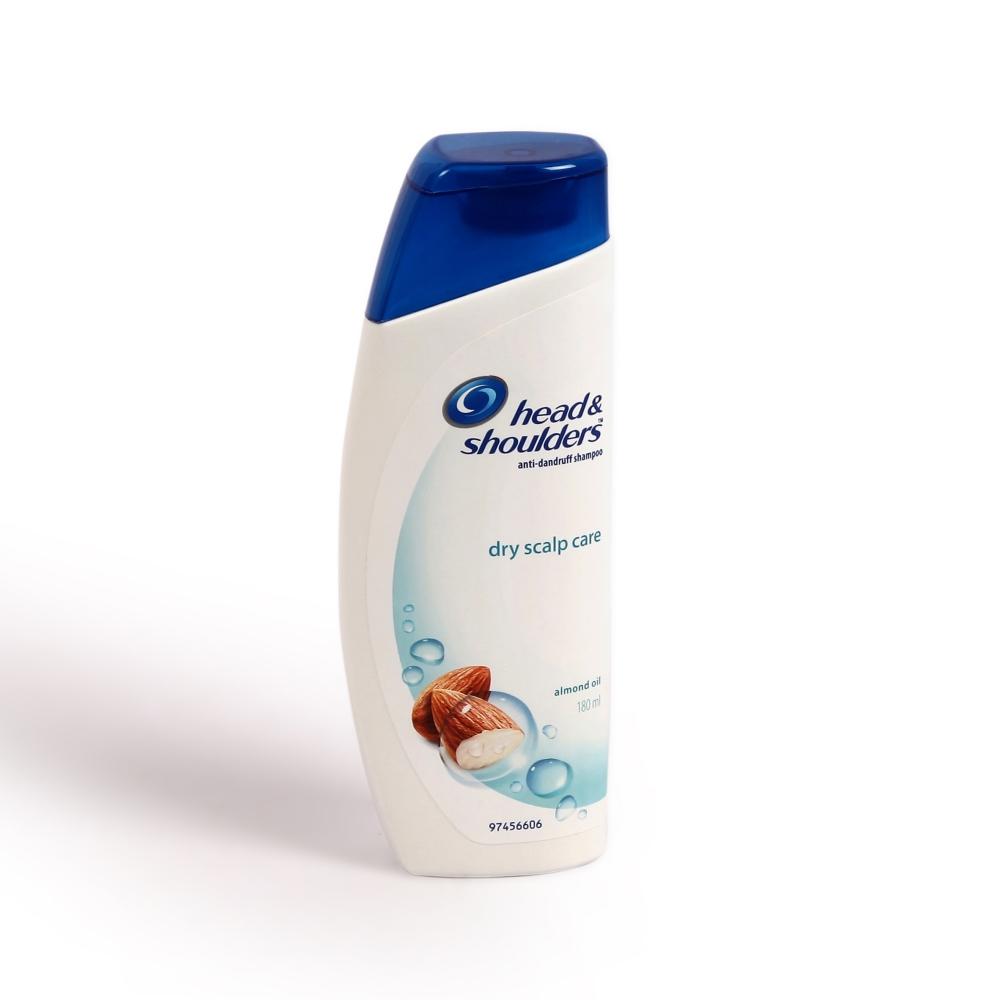 head &
shoulders™
anti-dandruff shampoo
dry scalp care
almond oil
180 ml
97456606